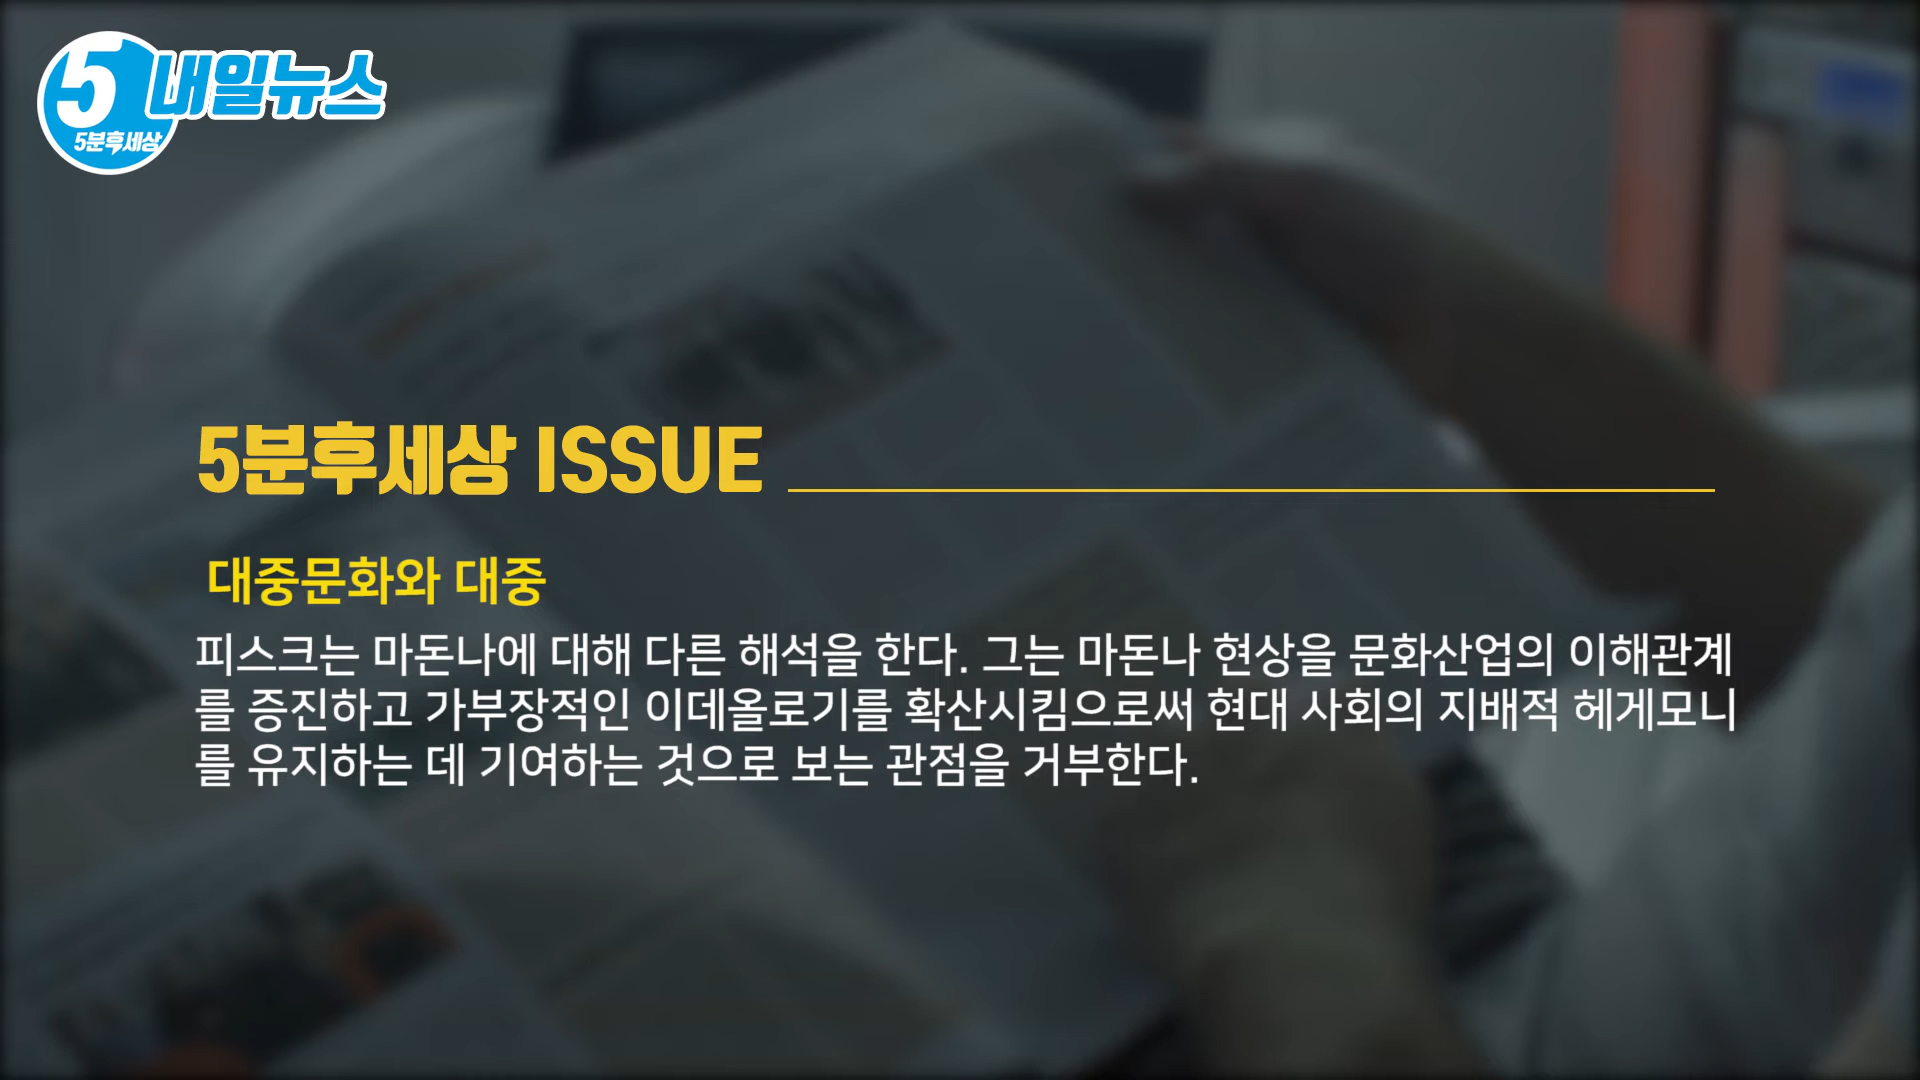 5 내일뉴스
5분후세상
5분후세상 ISSUE
대중문화와 대중
피스크는 마돈나에 대해 다른 해석을 한다. 그는 마돈나 현상을 문화산업의 이해관계
를 증진하고 가부장적인 이데올로기를 확산시킴으로써 현대 사회의 지배적 헤게모니
를 유지하는 데 기여하는 것으로 보는 관점을 거부한다.